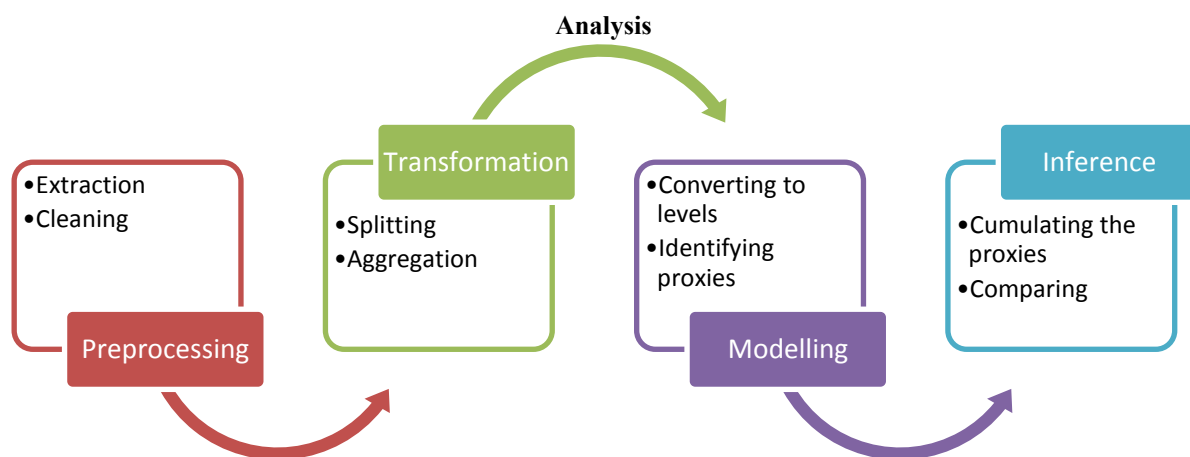 Analysis
•Extraction
•Cleaning
Preprocessing
Transformation
•Splitting
•Aggregation
•Converting to
levels
•Identifying
proxies
Modelling
Inference
•Cumulating the
proxies
•Comparing